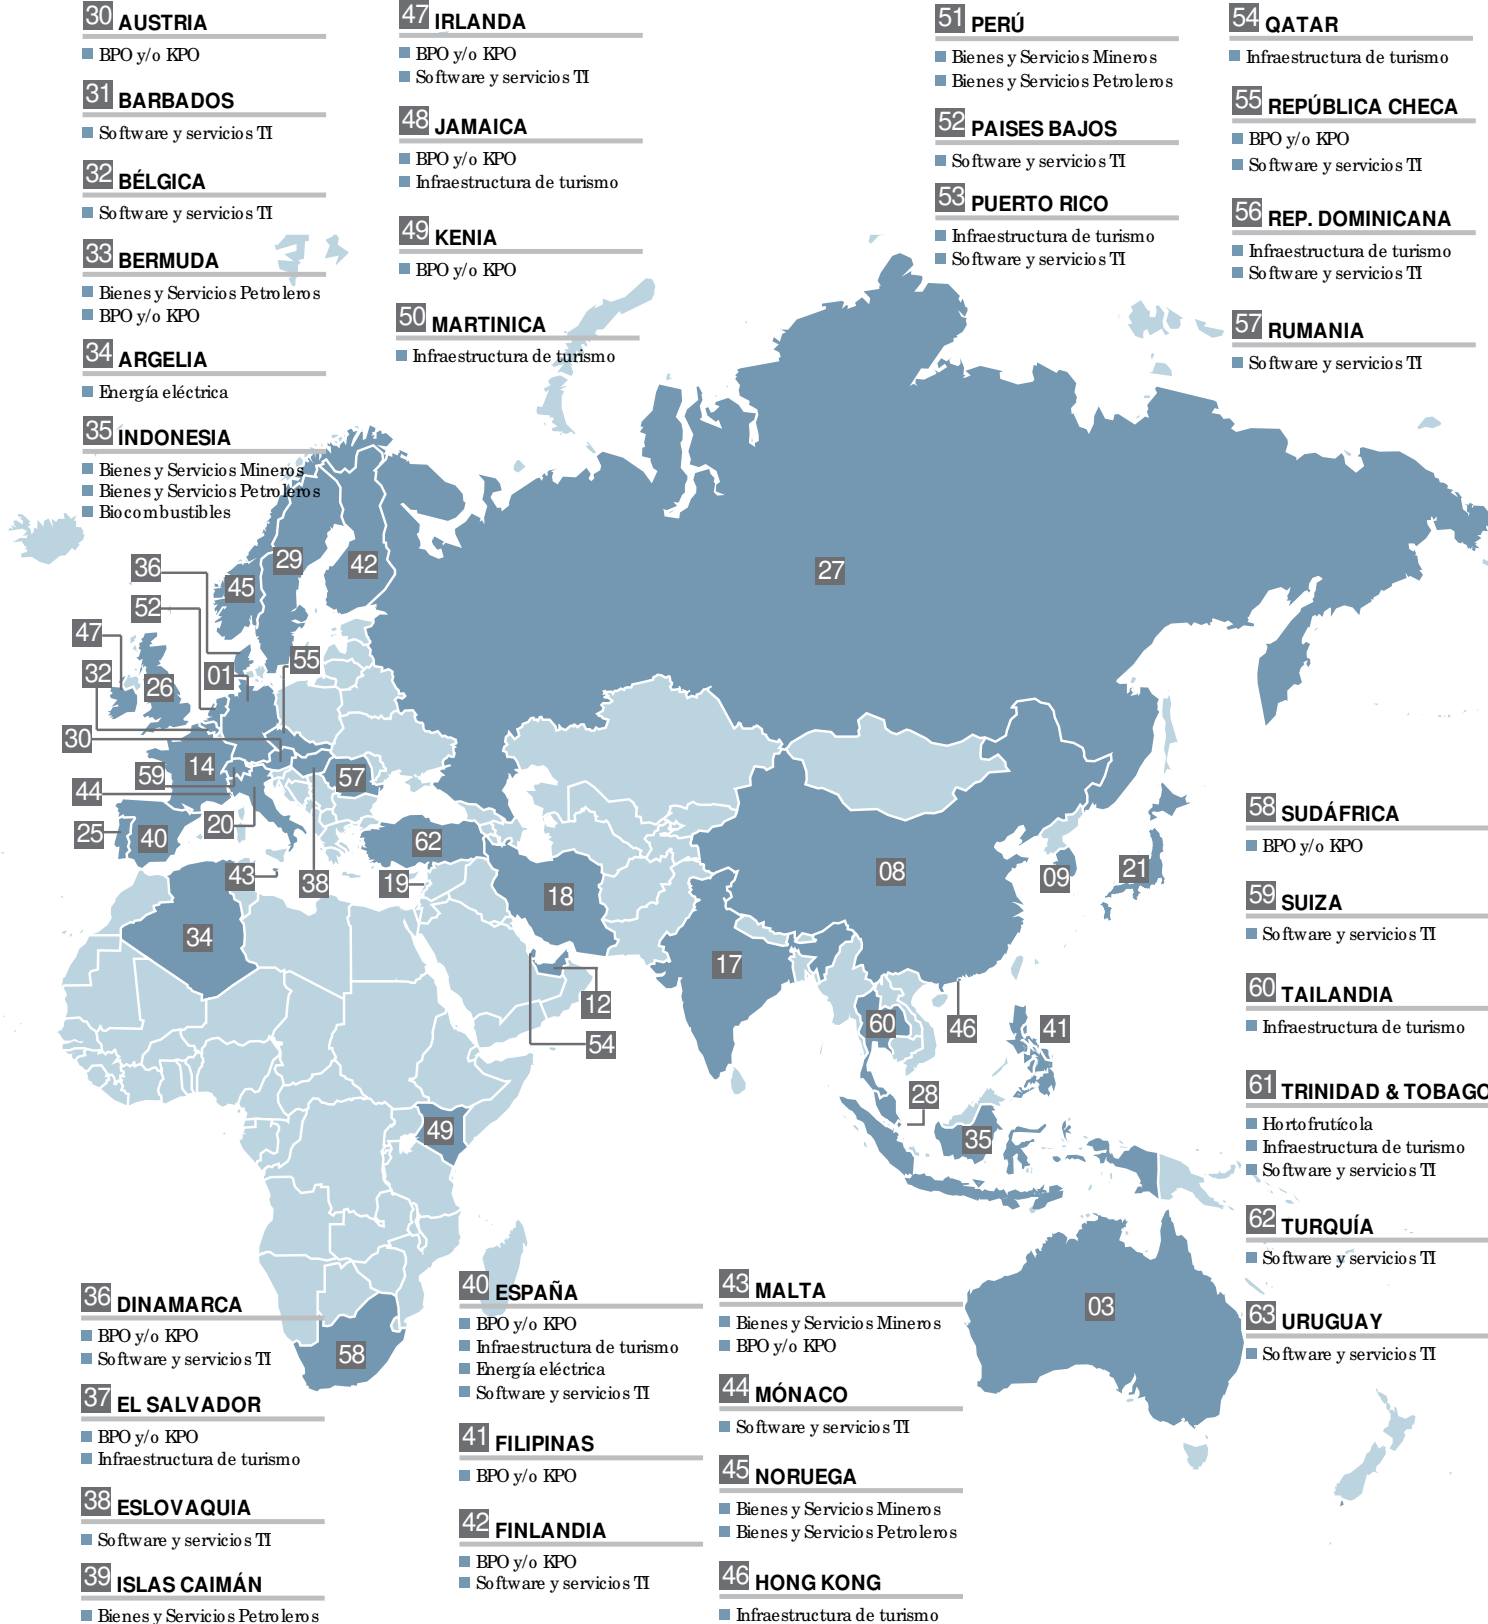 30 AUSTRIA
BPO y/o KPO
31 BARBADOS
Software y servicios TI
32 BÉLGICA
Software y servicios TI
33 BERMUDA
Bienes y Servicios Petroleros
BPO y/o KPO
34 ARGELIA
Energía eléctrica
35 INDONESIA
Bienes y Servicios Mineros
Bienes y Servicios Petroleros
Biocombustibles
47 IRLANDA
BPO y/o KPO
Software y servicios TI
48 JAMAICA
BPO y/o KPO
Infraestructura de turismo
49 KENIA
BPO y/o KPO
50 MARTINICA
Infraestructura de turismo
51 PERÚ
Bienes y Servicios Mineros
Bienes y Servicios Petroleros
52 PAISES BAJOS
Software y servicios TI
53 PUERTO RICO
Infraestructura de turismo
Software y servicios TI
54 QATAR
Infraestructura de turismo
55 REPÚBLICA CHECA
BPO y/o KPO
Software y servicios TI
56 REP. DOMINICANA
Infraestructura de turismo
Software y servicios TI
57 RUMANIA
Software y servicios TI
36
52
47
32
26
01
45
29
42
55
27
30
14
59
44
57
25
40
20
43
38
19
62
18
34
12
54
17
08
09
21
60
46
41
28
35
49
58
03
58 SUDÁFRICA
BPO y/o KPO
59 SUIZA
Software y servicios TI
60 TAILANDIA
Infraestructura de turismo
61 TRINIDAD & TOBAGO
Hortofrutícola
Infraestructura de turismo
Software y servicios TI
62 TURQUÍA
Software y servicios TI
63 URUGUAY
Software y servicios TI
36 DINAMARCA
BPO y/o KPO
Software y servicios TI
37 EL SALVADOR
BPO y/o KPO
Infraestructura de turismo
38 ESLOVAQUIA
Software y servicios TI
39 ISLAS CAIMÁN
Bienes y Servicios Petroleros
40 ESPAÑA
BPO y/o KPO
Infraestructura de turismo
Energía eléctrica
Software y servicios TI
41 FILIPINAS
BPO y/o KPO
42 FINLANDIA
BPO y/o KPO
Software y servicios TI
43 MALTA
Bienes y Servicios Mineros
BPO y/o KPO
44 MÓNACO
Software y servicios TI
45 NORUEGA
Bienes y Servicios Mineros
Bienes y Servicios Petroleros
46 HONG KONG
Infraestructura de turismo